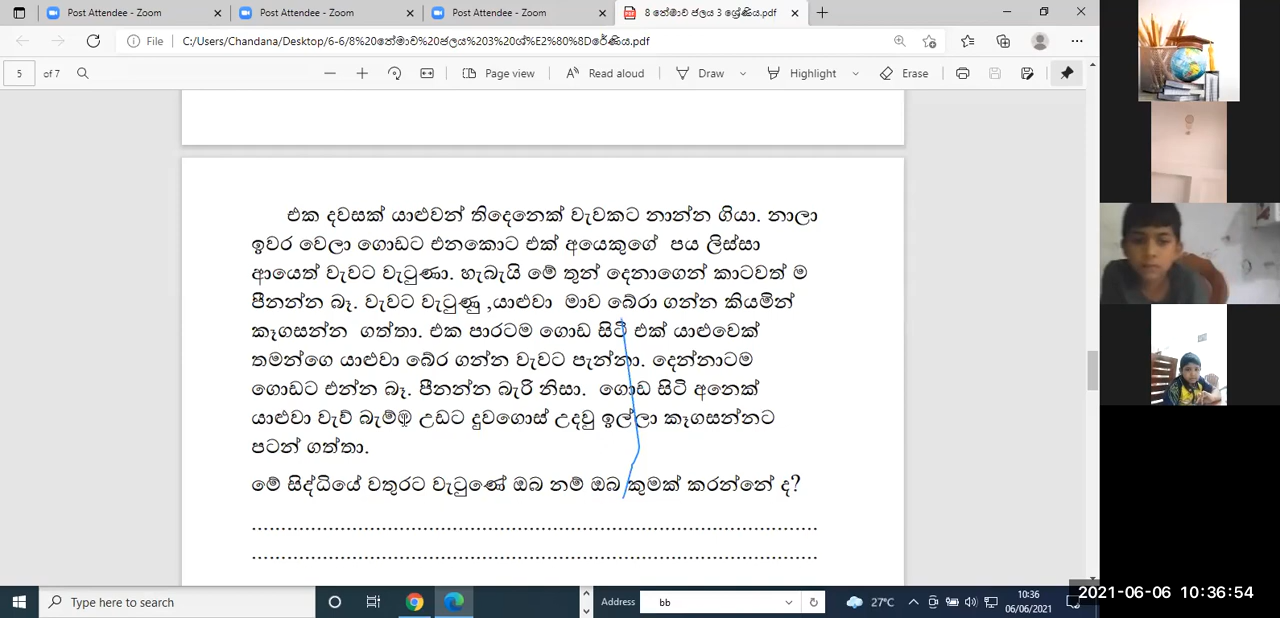 Post Attendee - Zoom
Post Attendee - Zoom
Post Attendee - Zoom
8 තේමාව ජලය 3 ශ්‍රේණිය.pdf
File
C:/Users/Chandana/Desktop/6-6/8%20තේමාව%20ජලය%203%20ශ්%E2%80%8Dරේණිය.pdf
5
of 7
Page view
Read aloud
Draw
Highlight
Erase
එක දවසක් යාළුවන් තිදෙනෙක් වැවකට නාන්න ගියා. නාලා
ඉවර වෙලා ගොඩට එනකොට එක් අයෙකුගේ පය ලිස්සා
ආයෙත් වැවට වැටුණා. හැබැයි මේ තුන් දෙනාගෙන් කාටවත් ම
පීනන්න බෑ. වැවට වැටුණු ,යාළුවා මාව බේරා ගන්න කියමින්
කෑගසන්න ගත්තා. එක පාරටම ගොඩ සිටි එක් යාළුවෙක්
තමන්ගෙ යාළුවා බේර ගන්න වැවට පැන්නා. දෙන්නාටම
ගොඩට එන්න බෑ. පීනන්න බැරි නිසා. ගොඩ සිටි අනෙක්
යාළුවා වැව් බැම්ම උඩට දුවගොස් උදවු ඉල්ලා කෑගසන්නට
පටන් ගත්තා.
මේ සිද්ධියේ වතුරට වැටුණේ ඔබ නම් ඔබ කුමක් කරන්නේ ද?
Type here to search
Address
bb
27°C
10:36
06/06/2021
2021-06-06 10:36:54